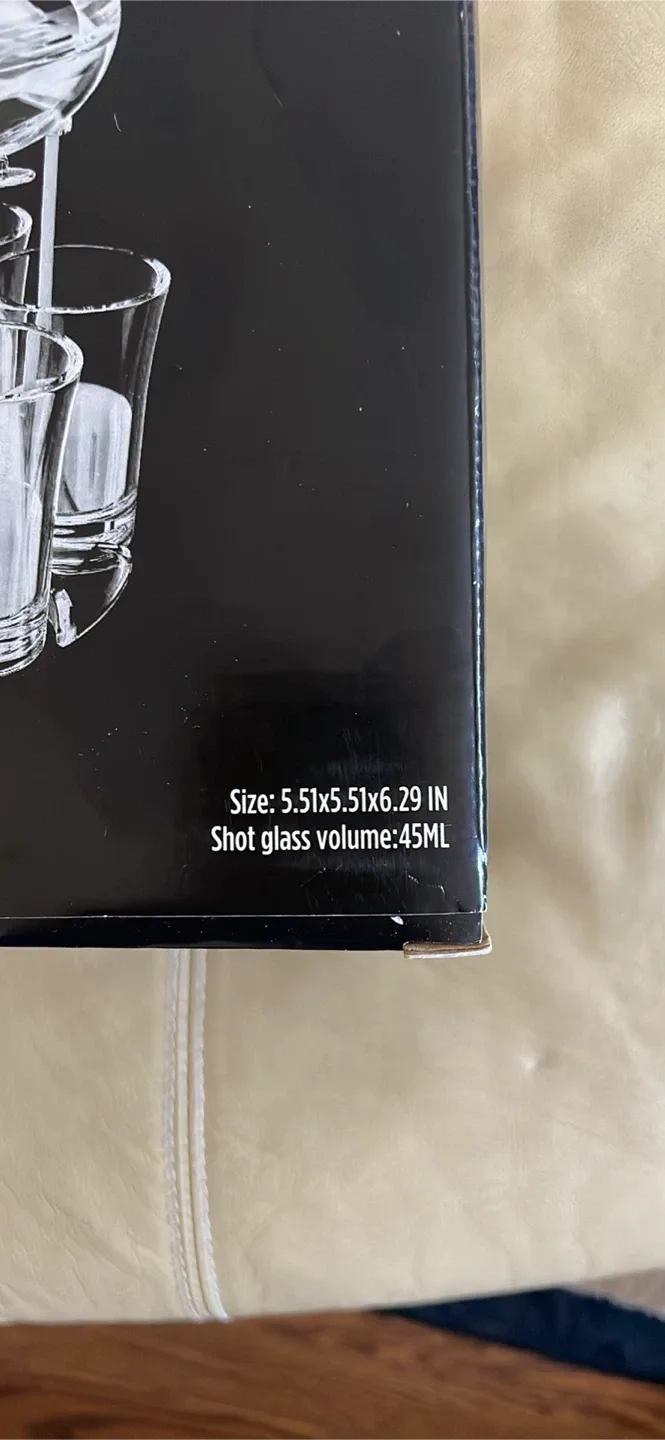 Size: 5.51x5.51x6.29 IN
Shot glass volume:45ML